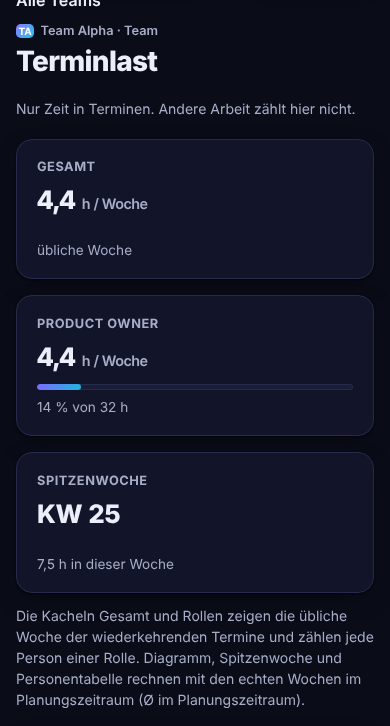 Alle Teams
TA Team Alpha · Team
Terminlast
Nur Zeit in Terminen. Andere Arbeit zählt hier nicht.
GESAMT
4,4 h / Woche
übliche Woche
PRODUCT OWNER
4,4 h / Woche
14 % von 32 h
SPITZENWOCHE
KW 25
7,5 h in dieser Woche
Die Kacheln Gesamt und Rollen zeigen die übliche
Woche der wiederkehrenden Termine und zählen jede
Person einer Rolle. Diagramm, Spitzenwoche und
Personentabelle rechnen mit den echten Wochen im
Planungszeitraum (Ø im Planungszeitraum).